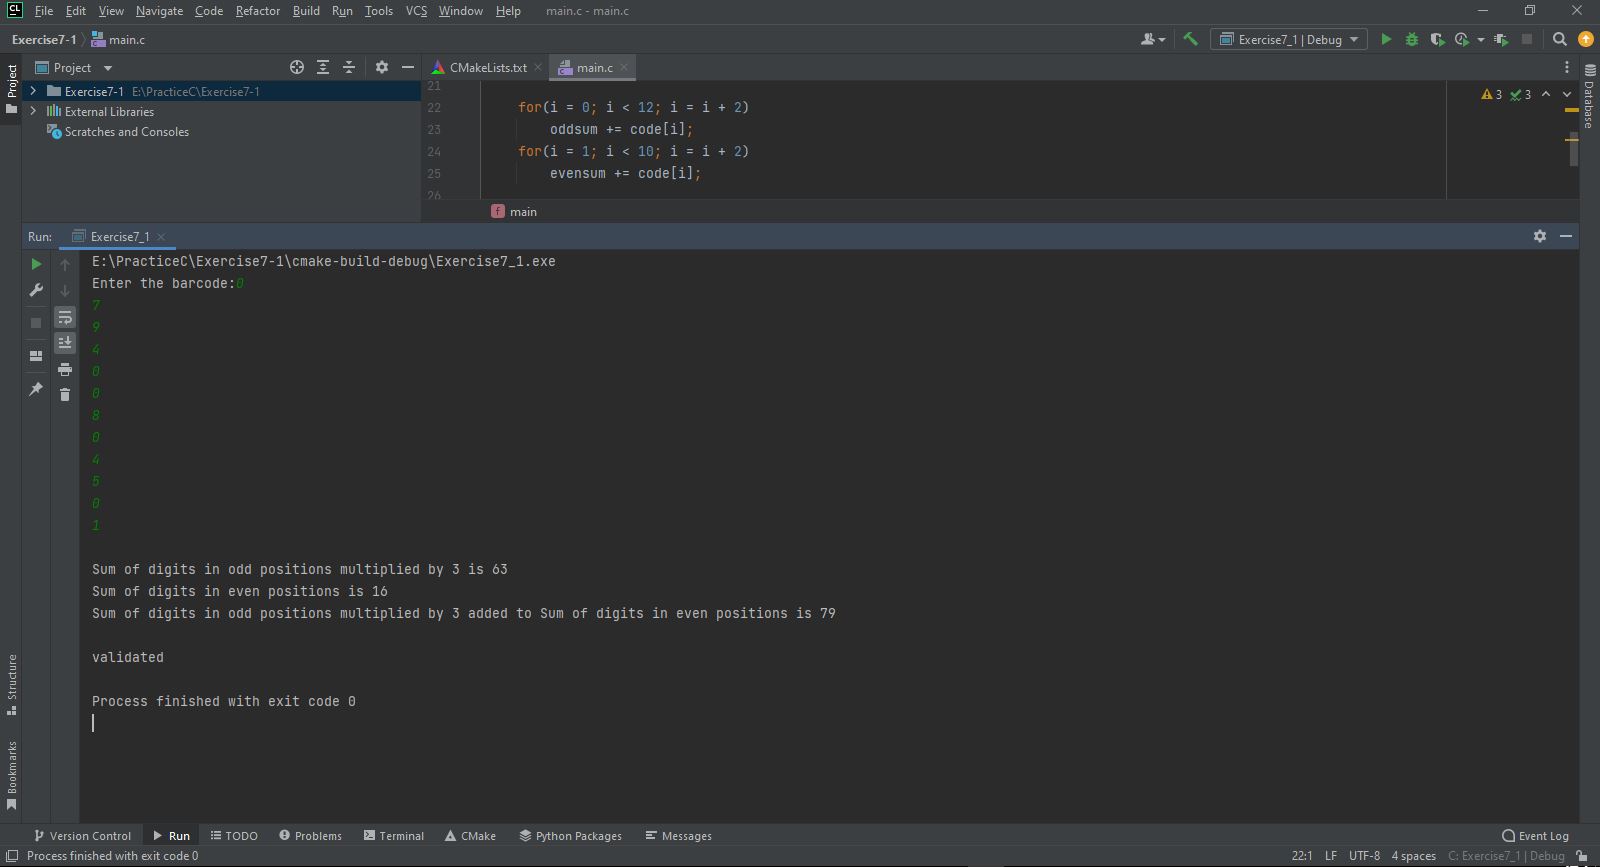 CL File Edit View Navigate Code Refactor Build Run Tools VCS Window Help main.c - main.c
Exercise7-1 main.c Exercise7_1 | Debug
Project CMakeLists.txt main.c
Exercise7-1 E:\PracticeC\Exercise7-1
External Libraries
Scratches and Consoles
21
22 for(i = 0; i < 12; i = i + 2)
23 oddsum += code[i];
24 for(i = 1; i < 10; i = i + 2)
25 evensum += code[i];
26
3 3
f main
Project
Database
Run: Exercise7_1
E:\PracticeC\Exercise7-1\cmake-build-debug\Exercise7_1.exe
Enter the barcode:0
7
9
4
0
0
8
0
4
5
0
1
Sum of digits in odd positions multiplied by 3 is 63
Sum of digits in even positions is 16
Sum of digits in odd positions multiplied by 3 added to Sum of digits in even positions is 79
validated
Process finished with exit code 0
Structure
Bookmarks
Version Control Run TODO Problems Terminal CMake Python Packages Messages Event Log
Process finished with exit code 0 22:1 LF UTF-8 4 spaces C: Exercise7_1 | Debug